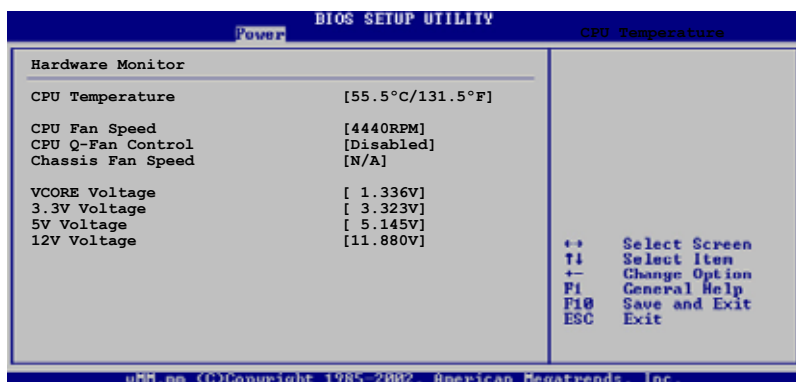 BIOS SETUP UTILITY
Power
CPU Temperature
Hardware Monitor
CPU Temperature [55.5°C/131.5°F]
CPU Fan Speed [4440RPM]
CPU Q-Fan Control [Disabled]
Chassis Fan Speed [N/A]
VCORE Voltage [ 1.336V]
3.3V Voltage [ 3.323V]
5V Voltage [ 5.145V]
12V Voltage [11.880V]
↔ Select Screen
↑↓ Select Item
+- Change Option
F1 General Help
F10 Save and Exit
ESC Exit
(C)Copyright 1985-2002, American Megatrends, Inc.